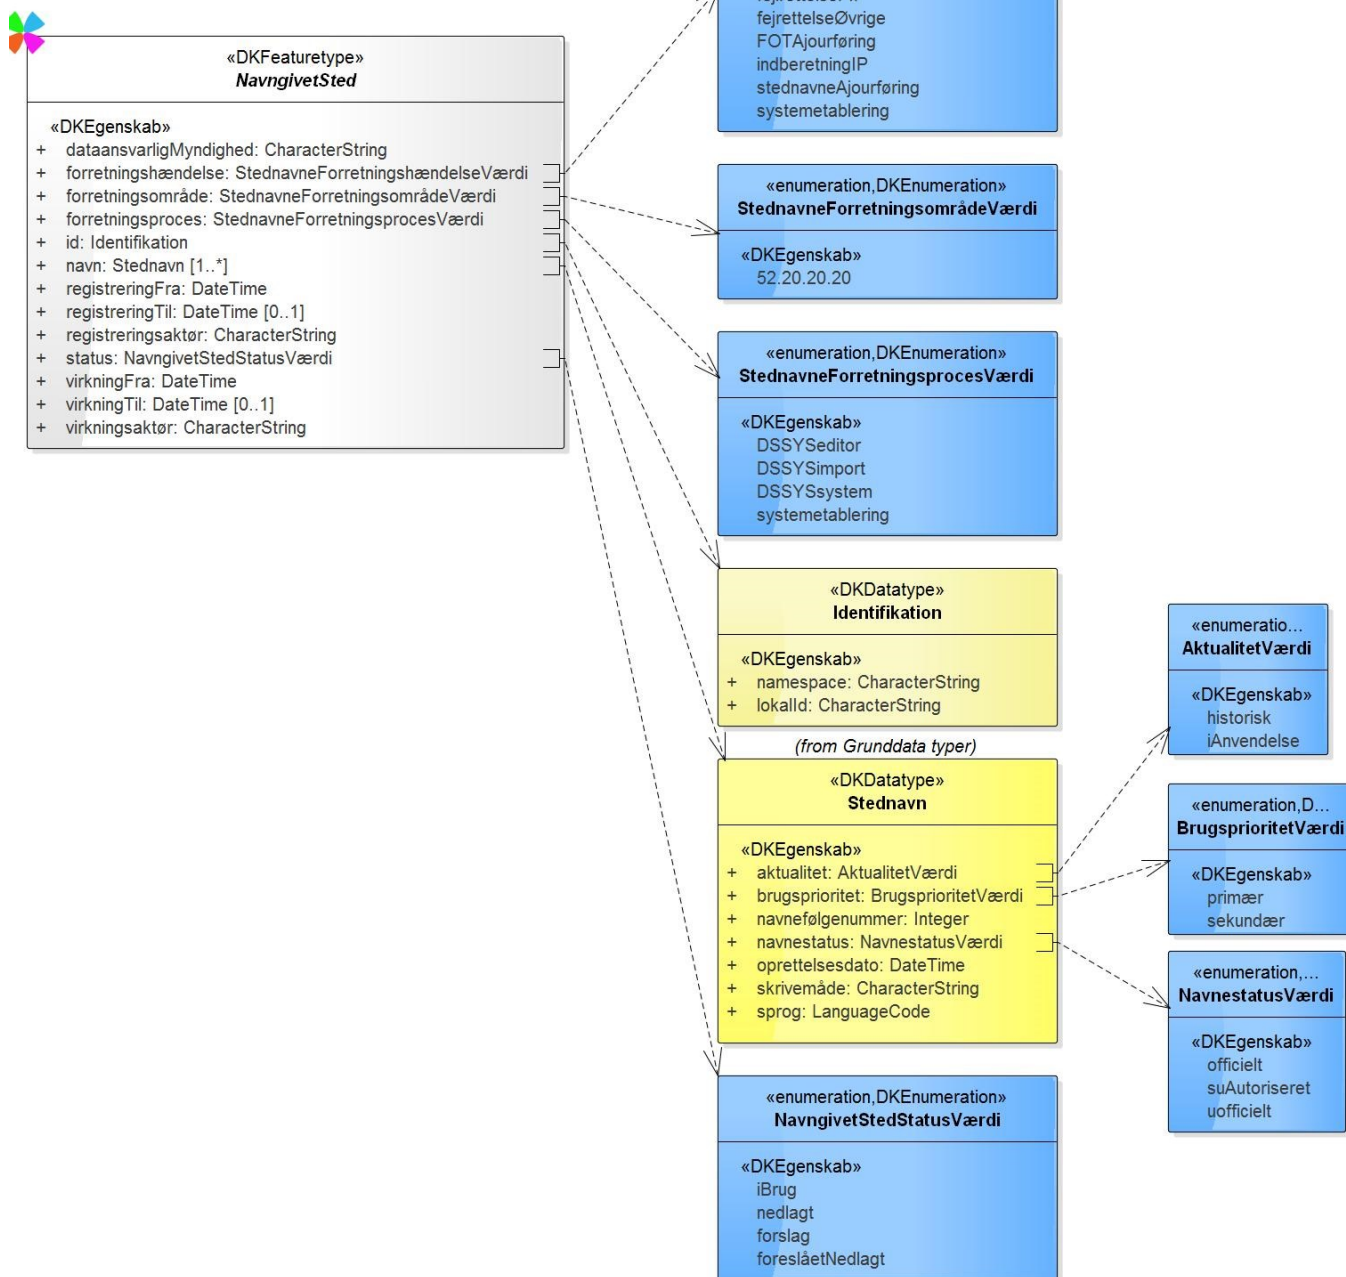 «DKFeaturetype»
NavngivetSted
«DKEgenskab»
+ dataansvarligMyndighed: CharacterString
+ forretningshændelse: StednavneForretningshændelseVærdi
+ forretningsområde: StednavneForretningsområdeVærdi
+ forretningsproces: StednavneForretningsprocesVærdi
+ id: Identifikation
+ navn: Stednavn [1..*]
+ registreringFra: DateTime
+ registreringTil: DateTime [0..1]
+ registreringsaktør: CharacterString
+ status: NavngivetStedStatusVærdi
+ virkningFra: DateTime
+ virkningTil: DateTime [0..1]
+ virkningsaktør: CharacterString
fejrettelseØvrige
FOTAjourføring
indberetningIP
stednavneAjourføring
systemetablering
«enumeration,DKEnumeration»
StednavneForretningsområdeVærdi
«DKEgenskab»
52.20.20.20
«enumeration,DKEnumeration»
StednavneForretningsprocesVærdi
«DKEgenskab»
DSSYSeditor
DSSYSimport
DSSYSsystem
systemetablering
«DKDatatype»
Identifikation
«DKEgenskab»
+ namespace: CharacterString
+ lokalId: CharacterString
(from Grunddata typer)
«DKDatatype»
Stednavn
«DKEgenskab»
+ aktualitet: AktualitetVærdi
+ brugsprioritet: BrugsprioritetVærdi
+ navnefølgenummer: Integer
+ navnestatus: NavnestatusVærdi
+ oprettelsesdato: DateTime
+ skrivemåde: CharacterString
+ sprog: LanguageCode
«enumeration,DKEnumeration»
NavngivetStedStatusVærdi
«DKEgenskab»
iBrug
nedlagt
forslag
foreslåetNedlagt
«enumeratio...
AktualitetVærdi
«DKEgenskab»
historisk
iAnvendelse
«enumeration,D...
BrugsprioritetVærdi
«DKEgenskab»
primær
sekundær
«enumeration,...
NavnestatusVærdi
«DKEgenskab»
officielt
suAutoriseret
uofficielt